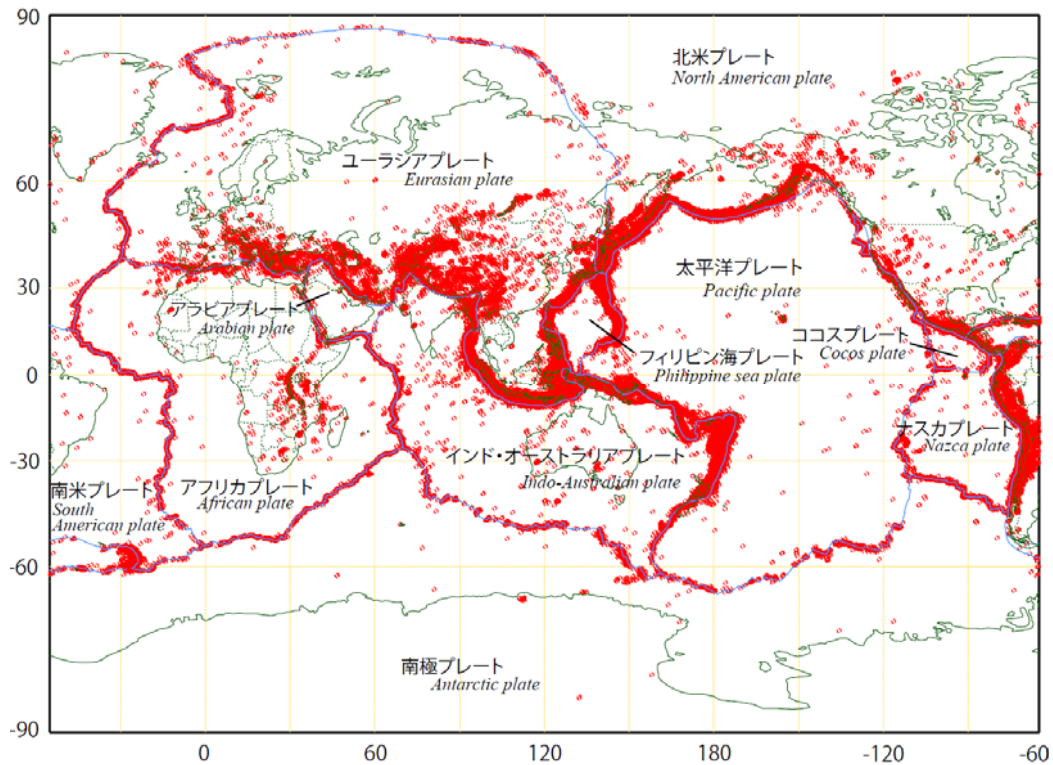 90
北米プレート
North American plate
ユーラシアプレート
Eurasian plate
60
太平洋プレート
Pacific plate
30
アラビアプレート
Arabian plate
ココスプレート
Cocos plate
フィリピン海プレート
Philippine sea plate
0
ナスカプレート
Nazca plate
インド・オーストラリアプレート
Indo-Australian plate
-30
南米プレート
South
American plate
アフリカプレート
African plate
-60
南極プレート
Antarctic plate
-90
0
60
120
180
-120
-60